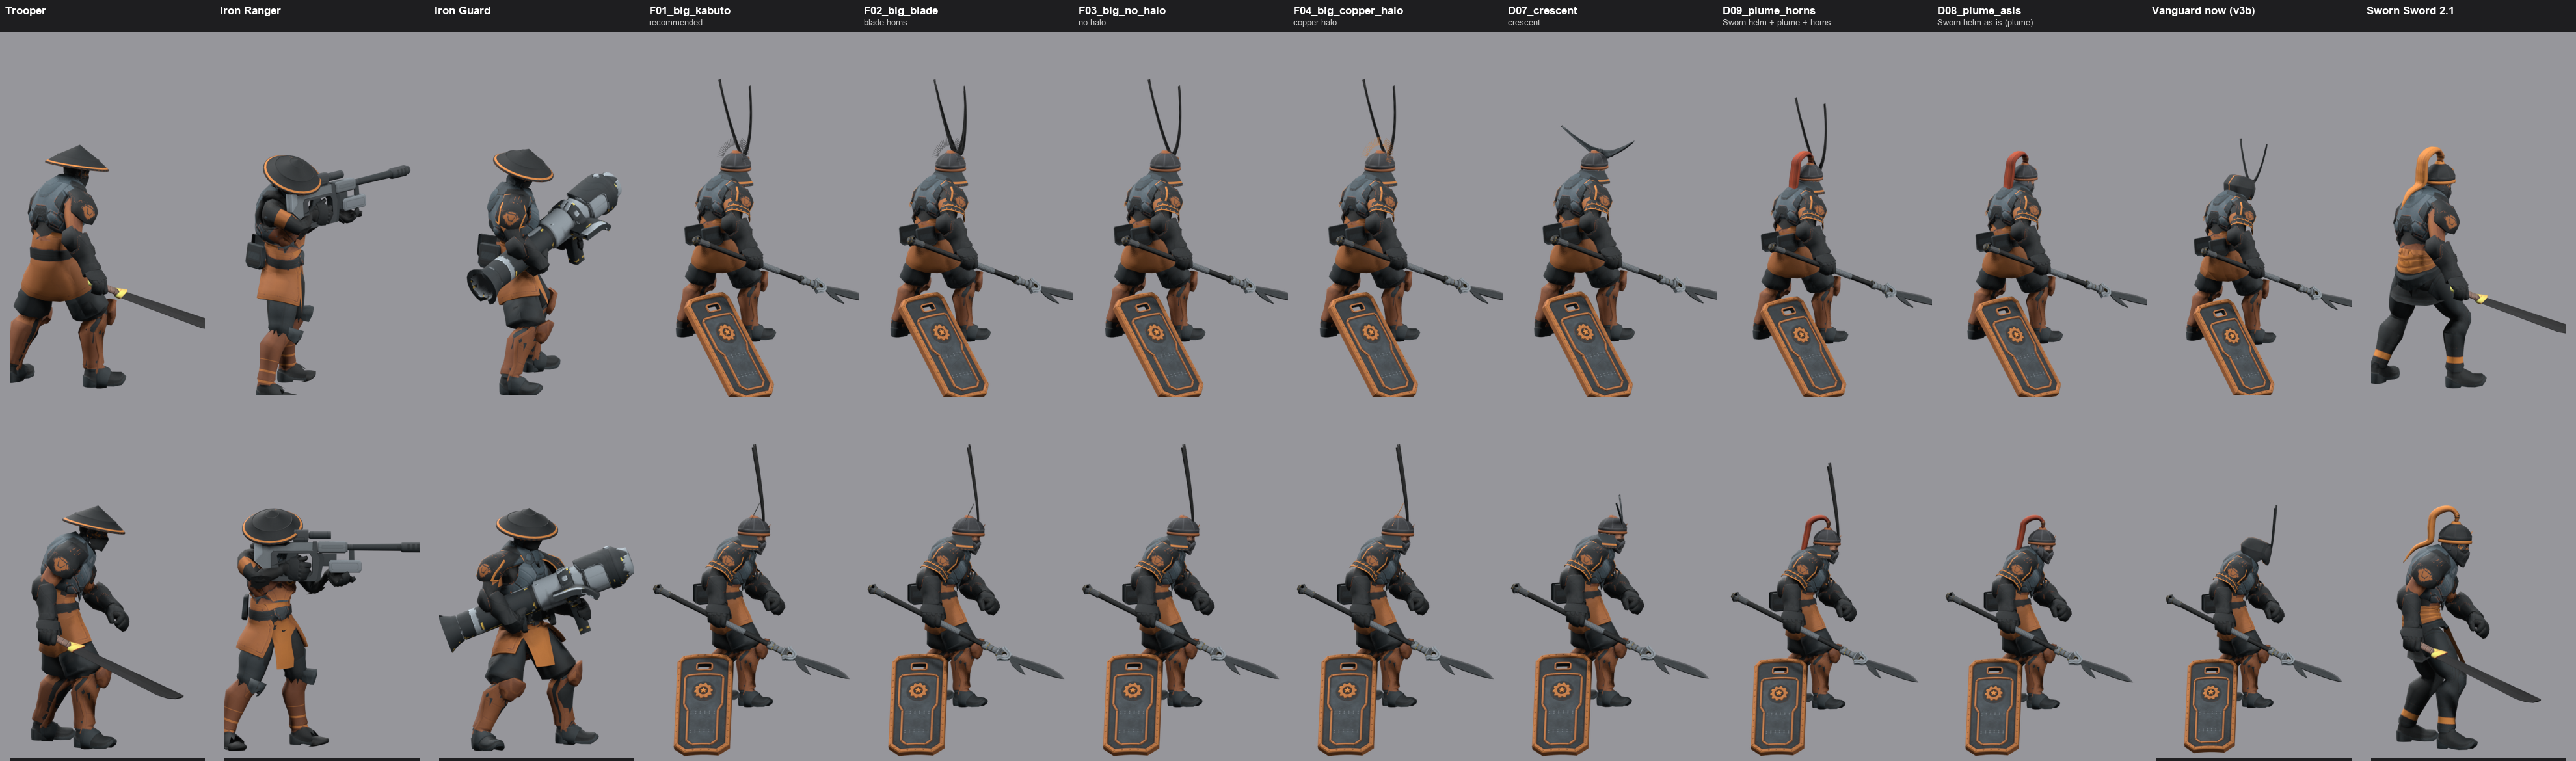 Trooper
Iron Ranger
Iron Guard
F01_big_kabuto
recommended
F02_big_blade
blade horns
F03_big_no_halo
no halo
F04_big_copper_halo
copper halo
D07_crescent
crescent
D09_plume_horns
Sworn helm + plume + horns
D08_plume_asis
Sworn helm as is (plume)
Vanguard now (v3b)
Sworn Sword 2.1